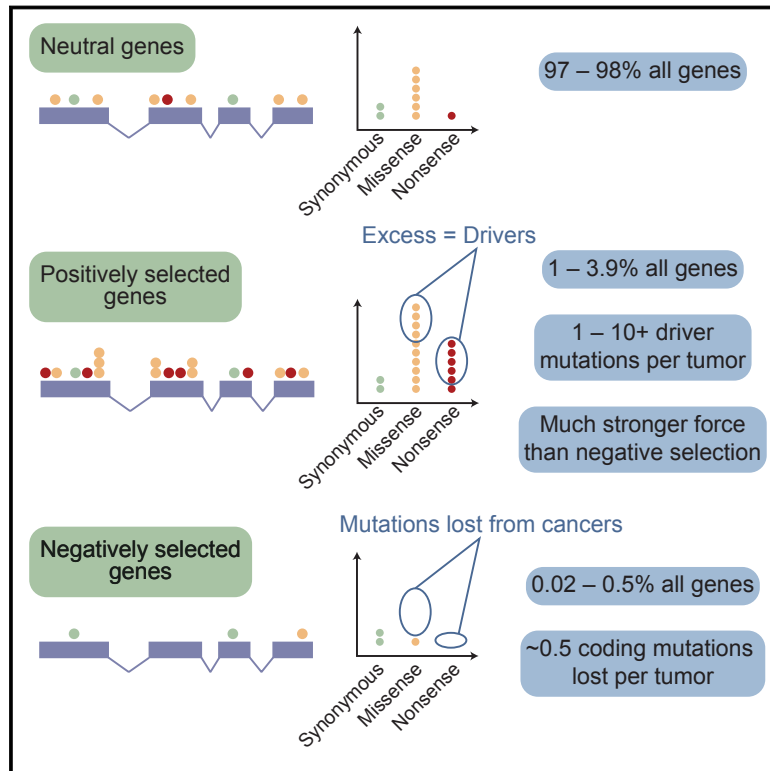 Neutral genes
Synonymous
Missense
Nonsense
97 – 98% all genes
Positively selected
genes
Excess = Drivers
Synonymous
Missense
Nonsense
1 – 3.9% all genes
1 – 10+ driver
mutations per tumor
Much stronger force
than negative selection
Negatively selected
genes
Mutations lost from cancers
Synonymous
Missense
Nonsense
0.02 – 0.5% all genes
~0.5 coding mutations
lost per tumor